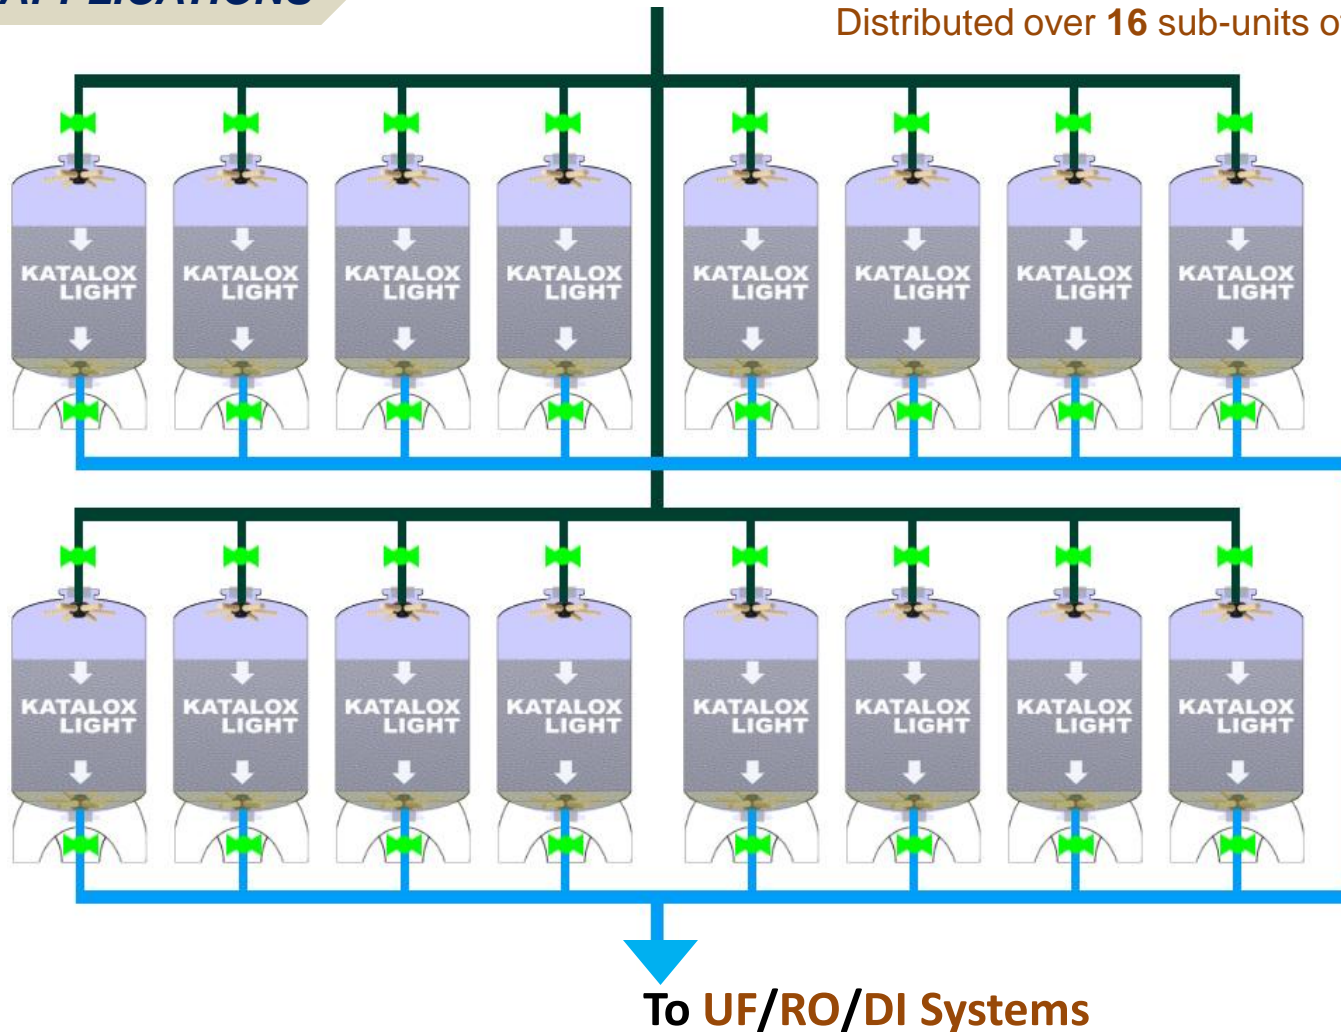 APPLICATIONS
Distributed over 16 sub-units of
KATALOX KATALOX KATALOX KATALOX KATALOX KATALOX KATALOX KATALOX
LIGHT LIGHT LIGHT LIGHT LIGHT LIGHT LIGHT LIGHT
KATALOX KATALOX KATALOX KATALOX KATALOX KATALOX KATALOX KATALOX
LIGHT LIGHT LIGHT LIGHT LIGHT LIGHT LIGHT LIGHT
To UF/RO/DI Systems